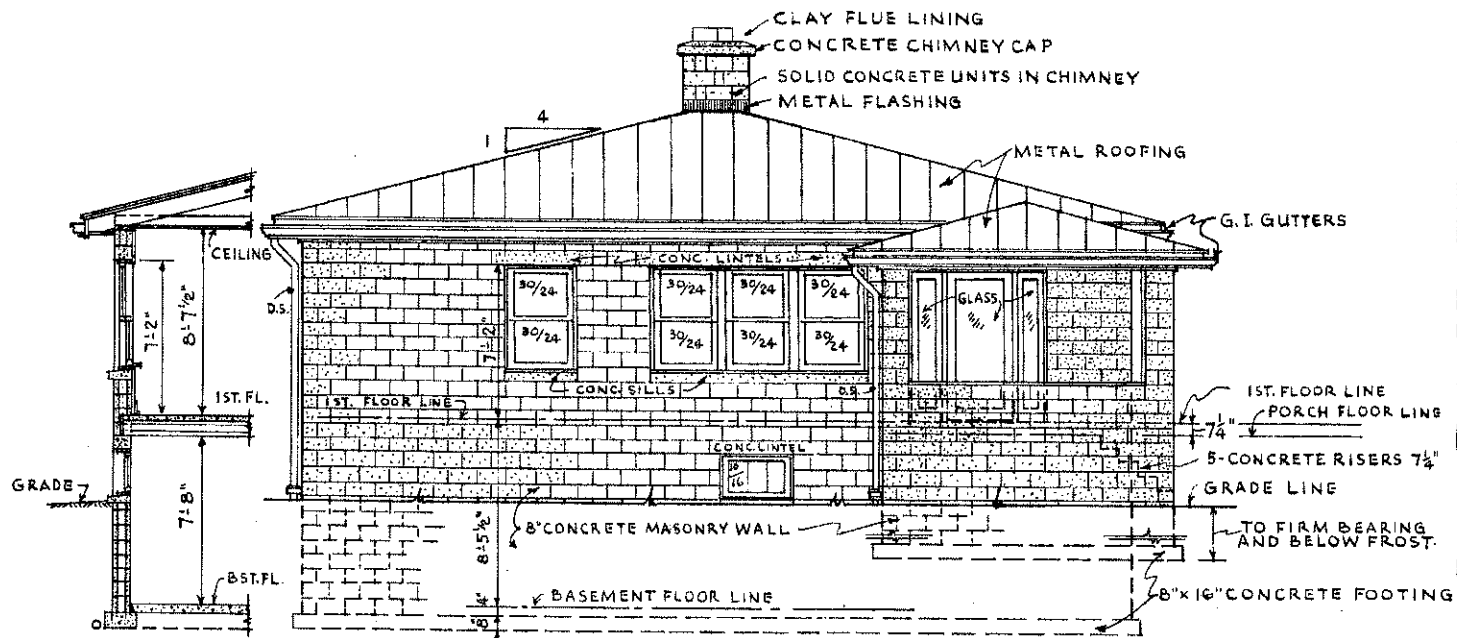 CLAY FLUE LINING
CONCRETE CHIMNEY CAP
SOLID CONCRETE UNITS IN CHIMNEY
METAL FLASHING
4
1
METAL ROOFING
G.I. GUTTERS
CEILING
CONC. LINTELS
30/24 30/24 30/24 30/24
GLASS
D.S.
7'-2"
8'-7½"
7'-2"
30/24 30/24 30/24 30/24
CONC. SILLS
D.S.
1ST. FL.
1ST. FLOOR LINE
1ST. FLOOR LINE
PORCH FLOOR LINE
7¼"
CONC. LINTEL
5-CONCRETE RISERS 7¼"
16
GRADE
GRADE LINE
7'-8"
8'-5½"
8" CONCRETE MASONRY WALL
TO FIRM BEARING
AND BELOW FROST.
BST. FL.
BASEMENT FLOOR LINE
4"
8"
8"x16" CONCRETE FOOTING